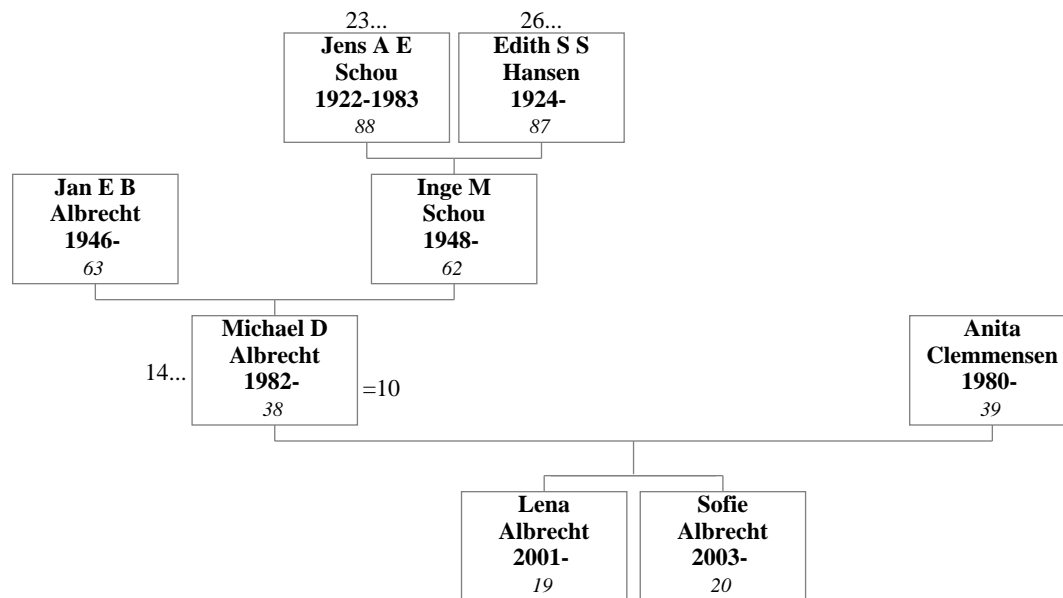 23...
26...
Jens A E
Schou
1922-1983
88
Edith S S
Hansen
1924-
87
Jan E B
Albrecht
1946-
63
Inge M
Schou
1948-
62
14...
Michael D
Albrecht
1982-
38
=10
Anita
Clemmensen
1980-
39
Lena
Albrecht
2001-
19
Sofie
Albrecht
2003-
20